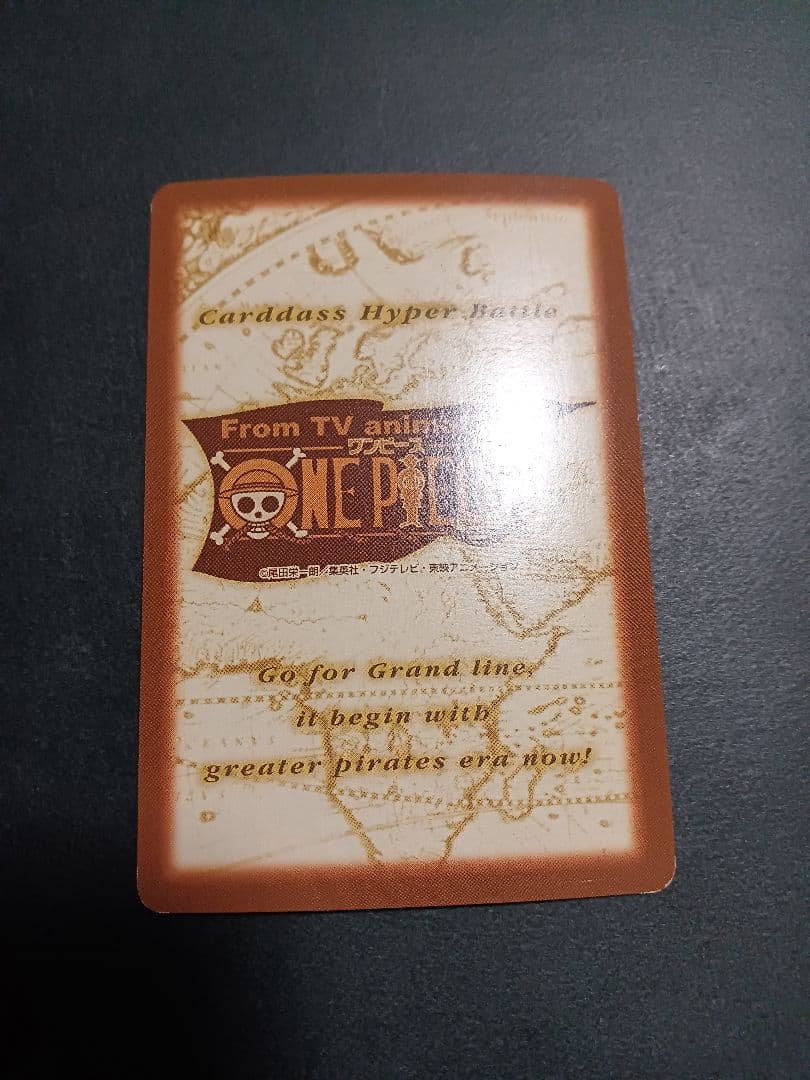 Carddass Hyper Battle
From TV anim
ワンピース
ONE PIE
©尾田栄一朗／集英社・フジテレビ・東映アニメーション
Go for Grand line,
it begin with
greater pirates era now!